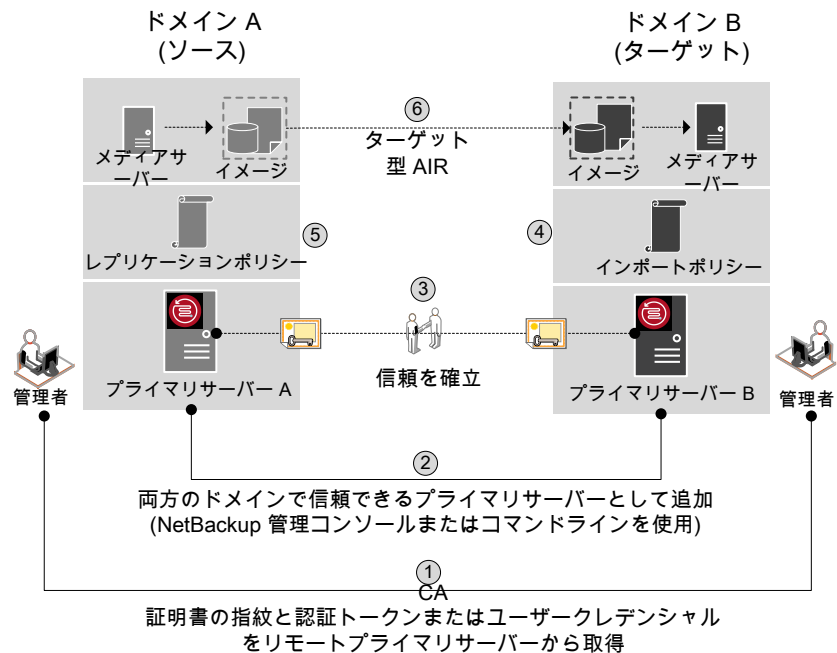 ドメイン A
(ソース)
ドメイン B
(ターゲット)
メディアサ
ーバー
イメージ
6
ターゲット
型 AIR
イメージ
メディアサ
ーバー
レプリケーションポリシー
5
4
インポートポリシー
3
信頼を確立
管理者
プライマリサーバー A
プライマリサーバー B
管理者
2
両方のドメインで信頼できるプライマリサーバーとして追加
(NetBackup 管理コンソールまたはコマンドラインを使用)
1
CA
証明書の指紋と認証トークンまたはユーザークレデンシャル
をリモートプライマリサーバーから取得